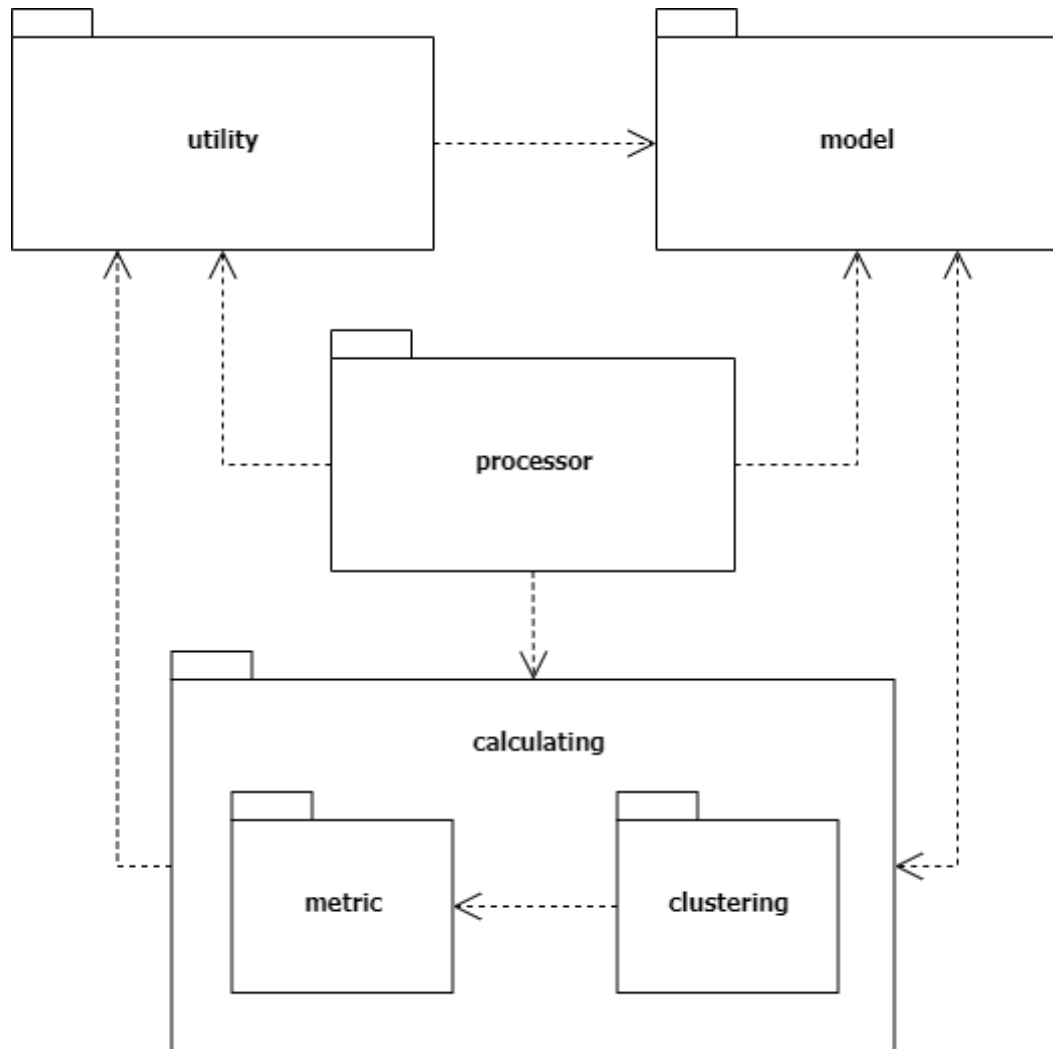 utility
model
processor
calculating
metric
clustering